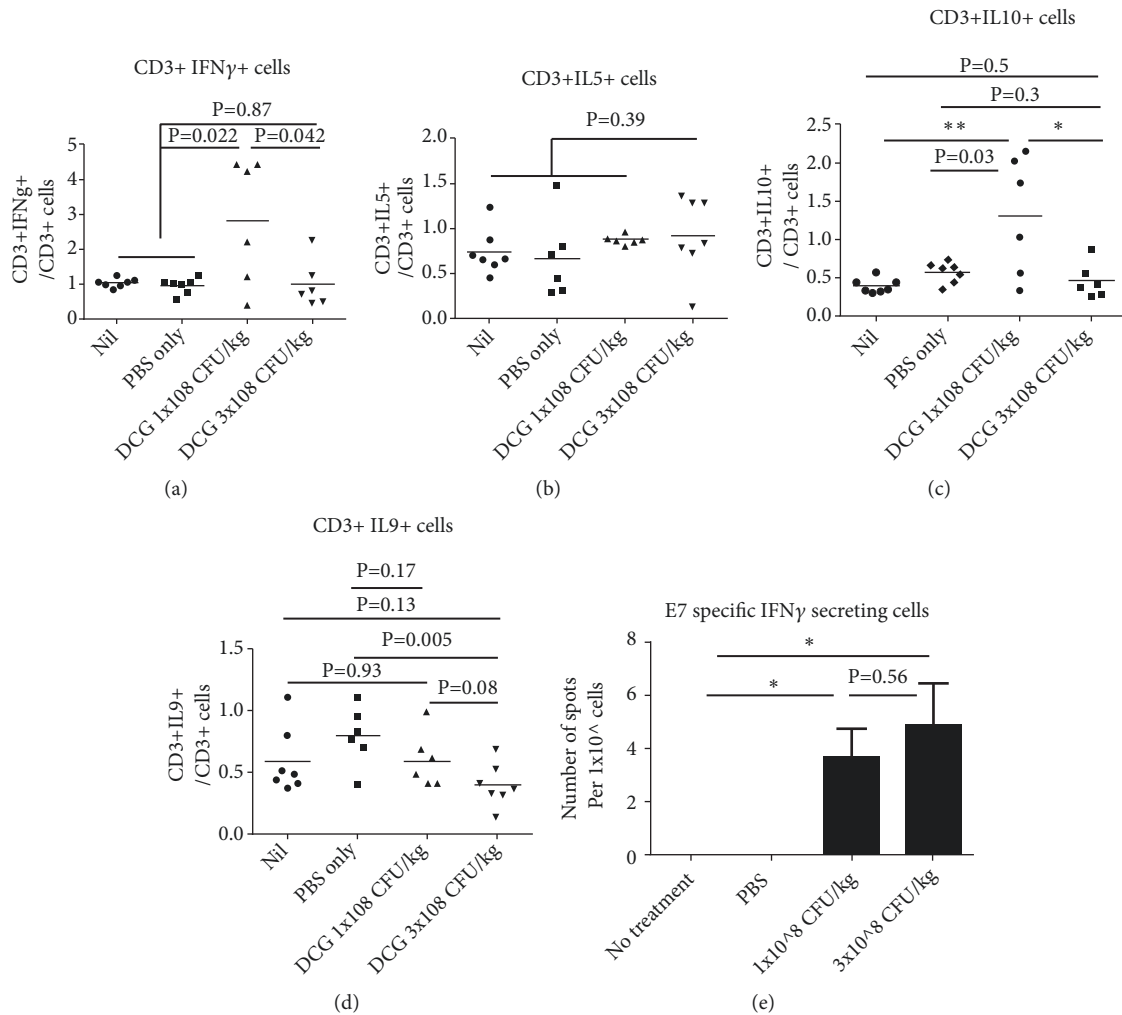 CD3+ IFNγ+ cells
P=0.87
P=0.022
P=0.042
CD3+IFNg+
/CD3+ cells
5
4
3
2
1
0
Nil
PBS only
DCG 1x108 CFU/kg
DCG 3x108 CFU/kg
(a)
CD3+IL5+ cells
P=0.39
CD3+IL5+
/CD3+ cells
2.0
1.5
1.0
0.5
0.0
Nil
PBS only
DCG 1x108 CFU/kg
DCG 3x108 CFU/kg
(b)
CD3+IL10+ cells
P=0.5
P=0.3
**
*
P=0.03
CD3+IL10+
/ CD3+ cells
2.5
2.0
1.5
1.0
0.5
0.0
Nil
PBS only
DCG 1x108 CFU/kg
DCG 3x108 CFU/kg
(c)
CD3+ IL9+ cells
P=0.17
P=0.13
P=0.005
P=0.93
P=0.08
CD3+IL9+
/CD3+ cells
1.5
1.0
0.5
0.0
Nil
PBS only
DCG 1x108 CFU/kg
DCG 3x108 CFU/kg
(d)
E7 specific IFNγ secreting cells
*
*
P=0.56
Number of spots
Per 1x10^ cells
8
6
4
2
0
No treatment
PBS
1x10^8 CFU/kg
3x10^8 CFU/kg
(e)